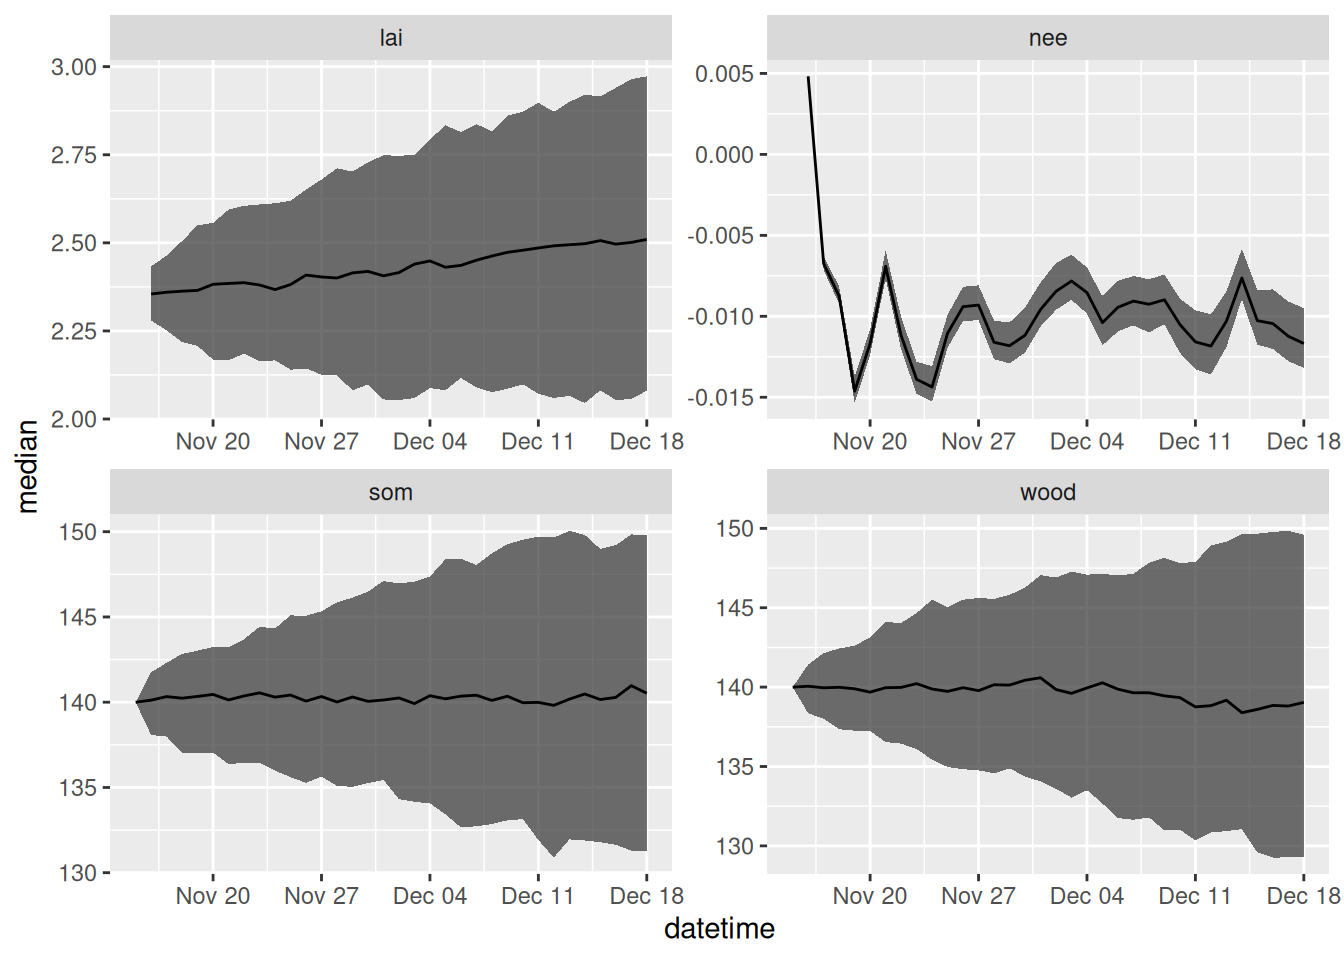 lai
nee
3.00
2.75
2.50
2.25
2.00
0.005
0.000
-0.005
-0.010
-0.015
Nov 20 Nov 27 Dec 04 Dec 11 Dec 18
Nov 20 Nov 27 Dec 04 Dec 11 Dec 18
median
som
wood
150
145
140
135
130
150
145
140
135
130
Nov 20 Nov 27 Dec 04 Dec 11 Dec 18
Nov 20 Nov 27 Dec 04 Dec 11 Dec 18
datetime